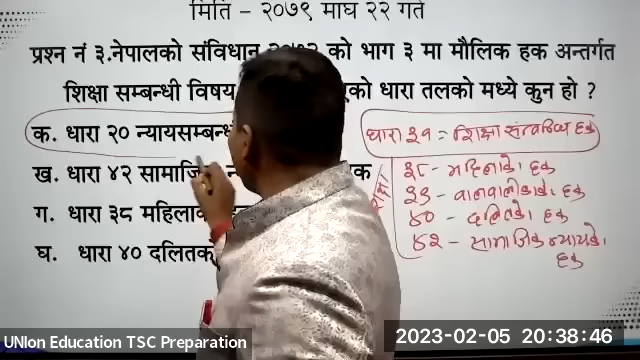 मिति - २०७९ माघ २२ गते
प्रश्न नं ३.नेपालको संविधान २०७२ को भाग ३ मा मौलिक हक अन्तर्गत
शिक्षा सम्बन्धी विषय को धारा तलको मध्ये कुन हो ?
क. धारा २० न्यायसम्बन्ध
ख. धारा ४२ सामाजि हक
ग. धारा ३८ महिलाको
घ. धारा ४० दलितको
धारा ३१ = शिक्षा सम्बन्धि हक
३८ - महिलाको हक
३९ - बालबालीकाको हक
४० - दलितको हक
४२ - सामाजिक न्यायको
हक
UNIon Education TSC Preparation
2023-02-05 20:38:46